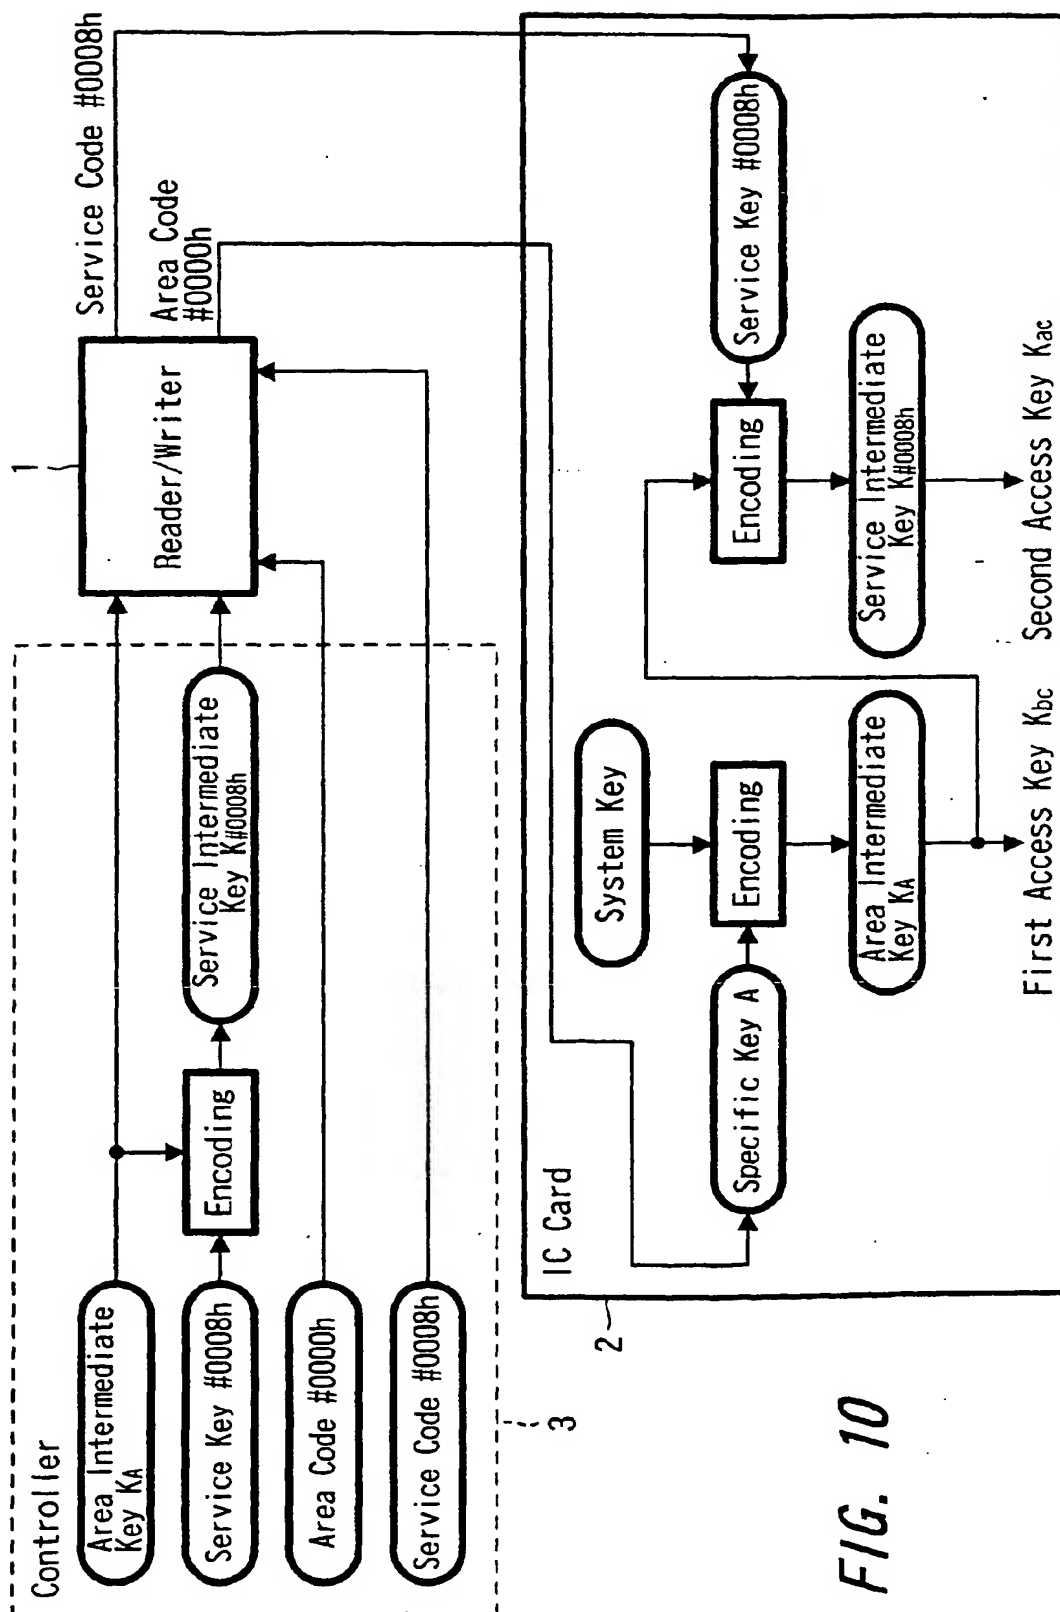 Controller
Area Intermediate
Key KA
Service Key #0008h
Area Code #0000h
Service Code #0008h
Encoding
Service Intermediate
Key K#0008h
3
1
Reader/Writer
Service Code #0008h
Area Code
#0000h
2
IC Card
Specific Key A
System Key
Encoding
Area Intermediate
Key KA
First Access Key Kbc
Service Key #0008h
Encoding
Service Intermediate
Key K#0008h
Second Access Key Kac
FIG. 10